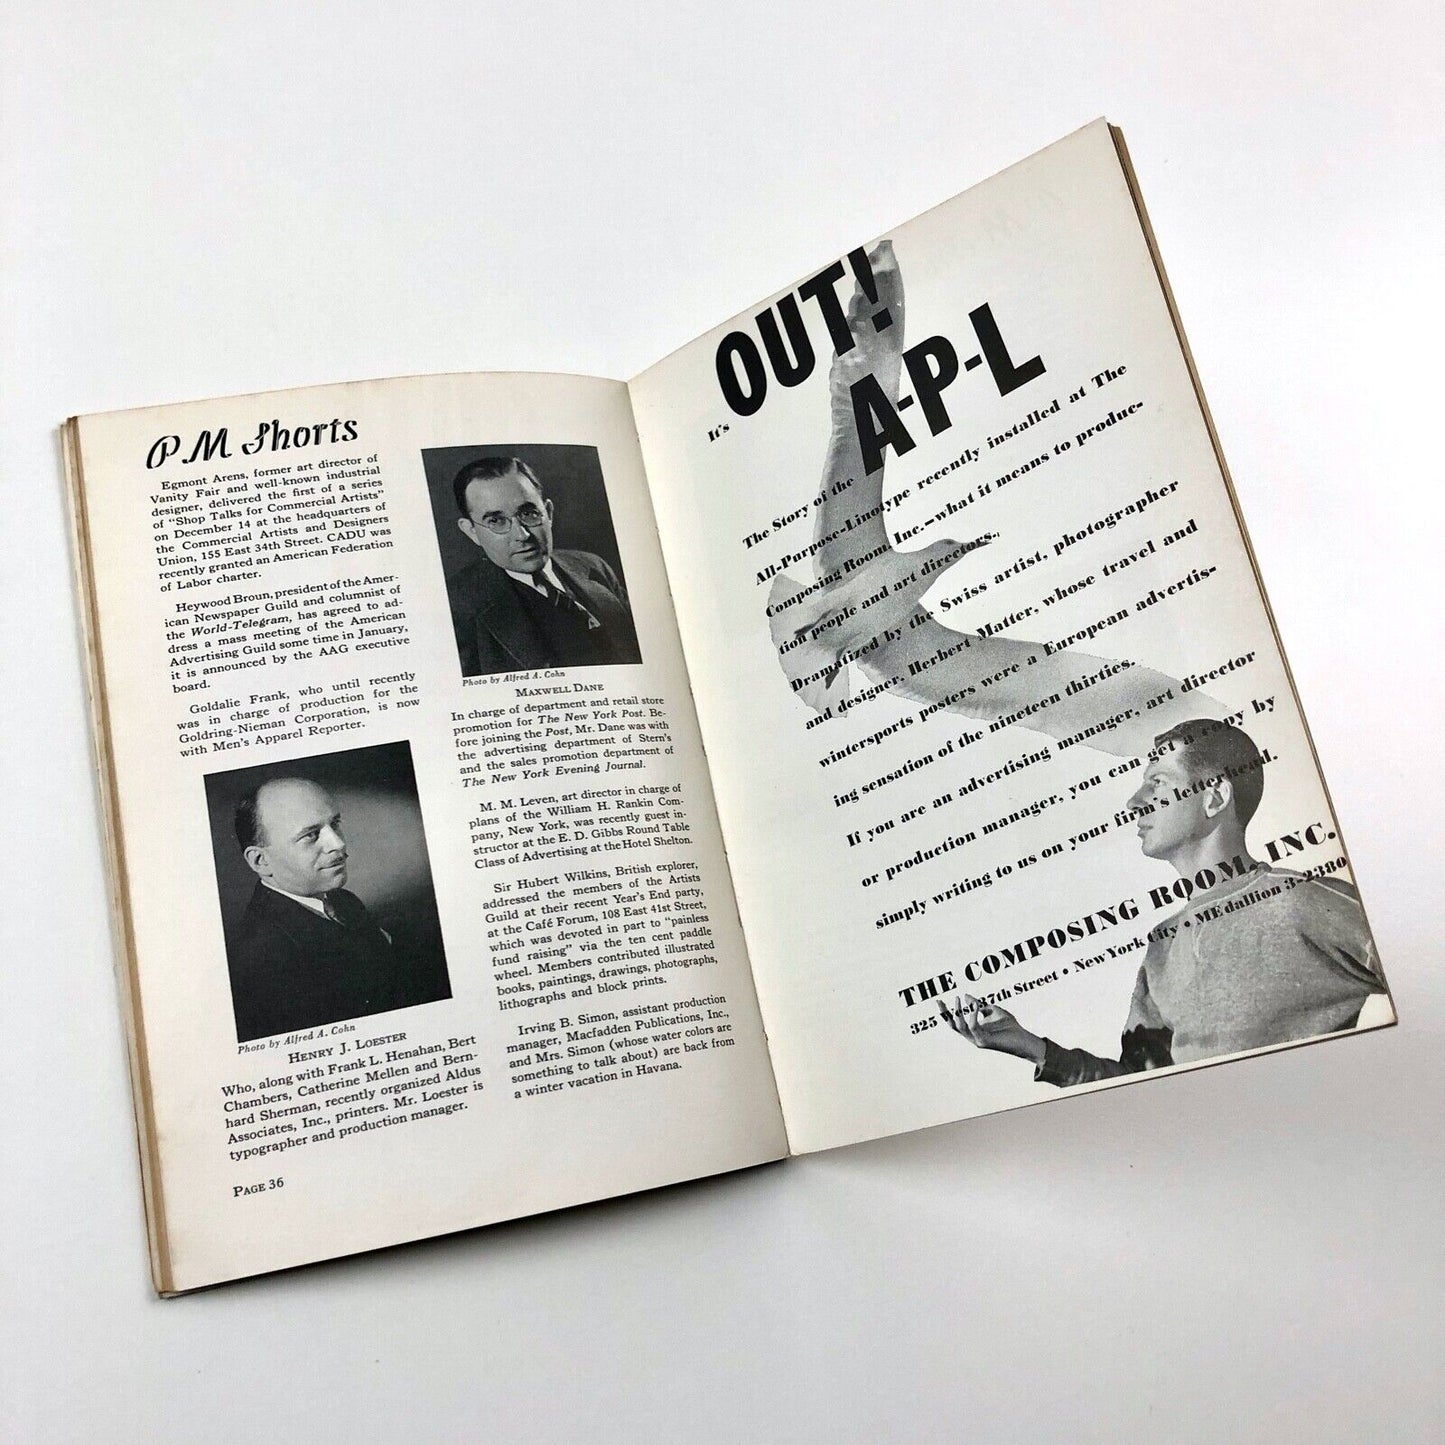 PM Shorts
Egmont Arens, former art director of
Vanity Fair and well-known industrial
designer, delivered the first of a series
of "Shop Talks for Commercial Artists"
on December 14 at the headquarters of
the Commercial Artists and Designers
Union, 155 East 34th Street. CADU was
recently granted an American Federation
of Labor charter.
Heywood Broun, president of the Amer-
ican Newspaper Guild and columnist of
the World-Telegram, has agreed to ad-
dress a mass meeting of the American
Advertising Guild some time in January,
it is announced by the AAG executive
board.
Goldalie Frank, who until recently
was in charge of production for the
Goldring-Nieman Corporation, is now
with Men's Apparel Reporter.
Photo by Alfred A. Cohn
HENRY J. LOESTER
Who, along with Frank L. Henahan, Bert
Chambers, Catherine Mellen and Bern-
hard Sherman, recently organized Aldus
Associates, Inc., printers. Mr. Loester is
typographer and production manager.
PAGE 36
Photo by Alfred A. Cohn
MAXWELL DANE
In charge of department and retail store
promotion for The New York Post. Be-
fore joining the Post, Mr. Dane was with
the advertising department of Stern's
and the sales promotion department of
The New York Evening Journal.
M. M. Leven, art director in charge of
plans of the William H. Rankin Com-
pany, New York, was recently guest in-
structor at the E. D. Gibbs Round Table
Class of Advertising at the Hotel Shelton.
Sir Hubert Wilkins, British explorer,
addressed the members of the Artists
Guild at their recent Year's End party,
at the Café Forum, 108 East 41st Street,
which was devoted in part to "painless
fund raising" via the ten cent paddle
wheel. Members contributed illustrated
books, paintings, drawings, photographs,
lithographs and block prints.
Irving B. Simon, assistant production
manager, Macfadden Publications, Inc.,
and Mrs. Simon (whose water colors are
something to talk about) are back from
a winter vacation in Havana.
It's OUT!
A-P-L
The Story of the All-Purpose-Linotype recently installed at The
Composing Room, Inc.—what it means to produc-
tion people and art directors.
Dramatized by the Swiss artist, photographer
and designer, Herbert Matter, whose travel and
wintersports posters were a European advertis-
ing sensation of the nineteen thirties.
If you are an advertising manager, art director
or production manager, you can get a copy by
simply writing to us on your firm's letterhead.
THE COMPOSING ROOM, INC.
325 West 37th Street • New York City • MEdallion 3-2380